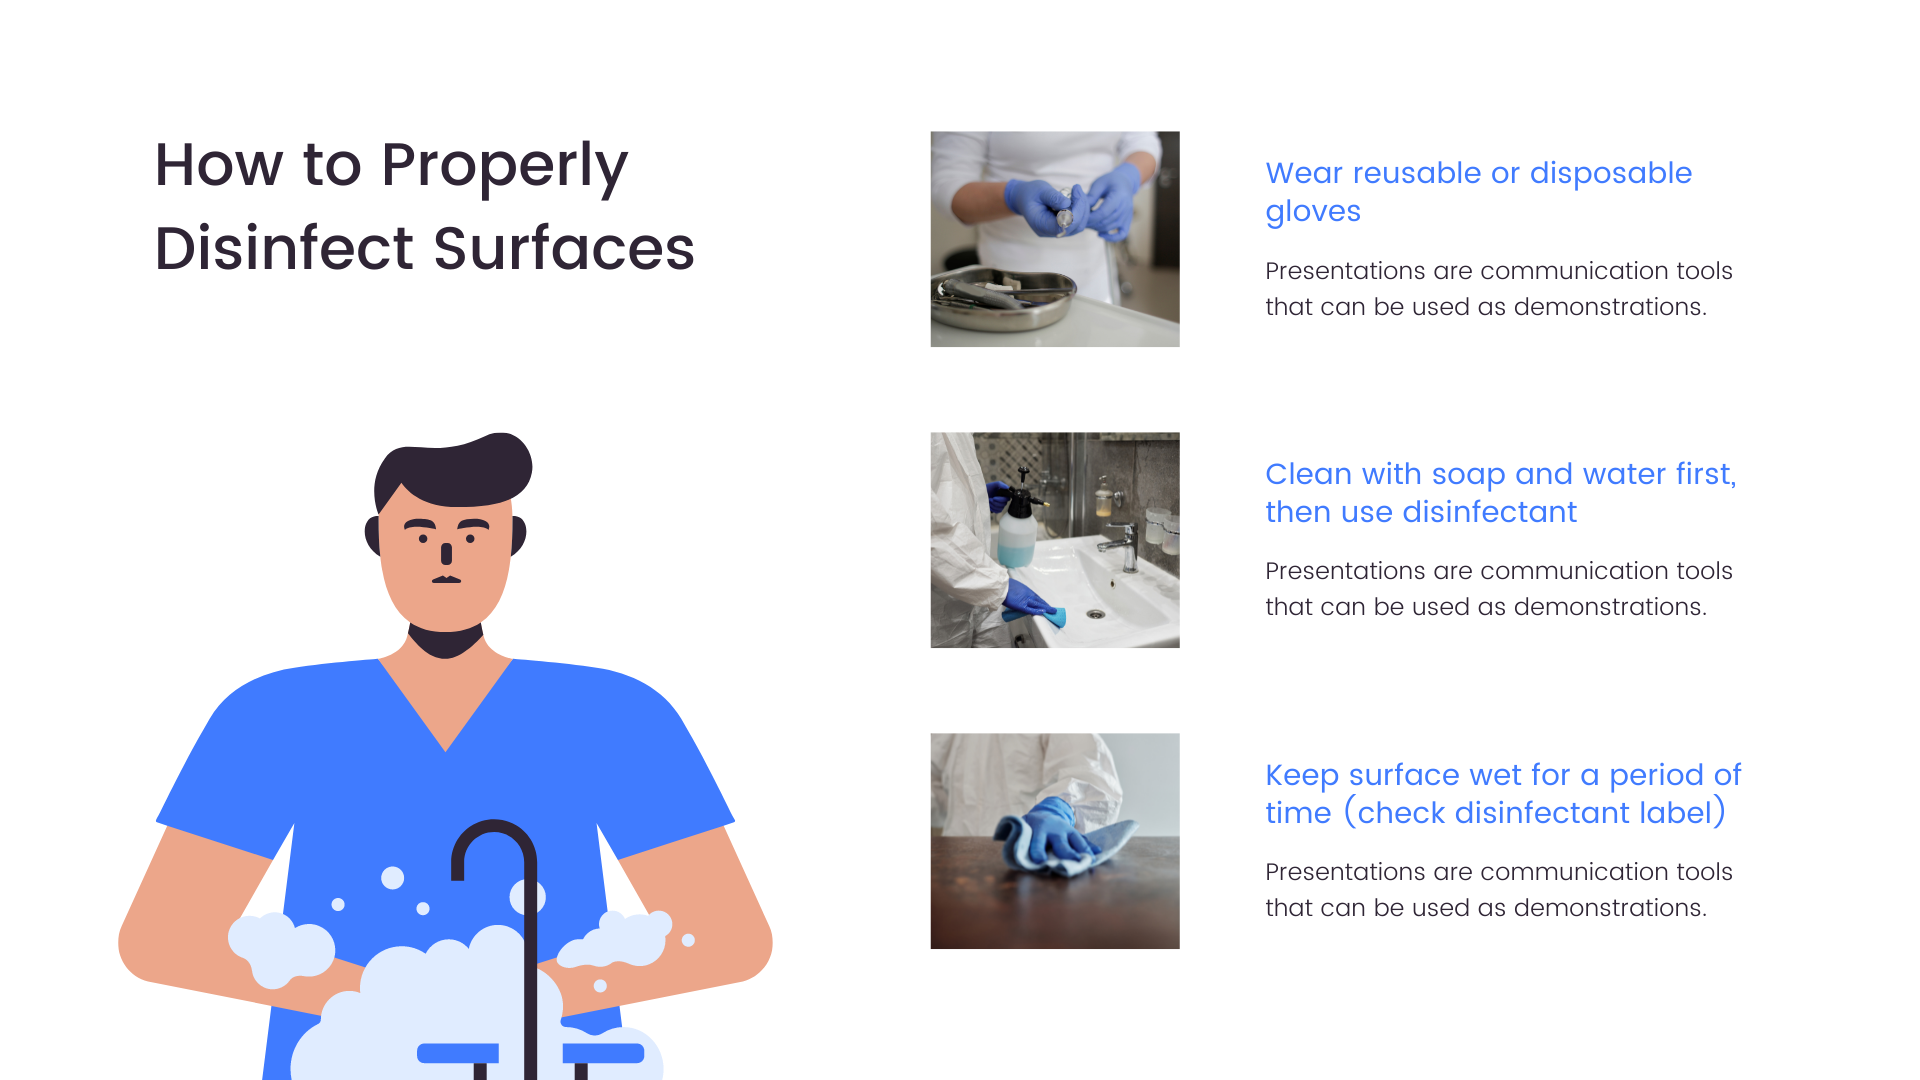 How to Properly
Disinfect Surfaces
Wear reusable or disposable
gloves
Presentations are communication tools
that can be used as demonstrations.
Clean with soap and water first,
then use disinfectant
Presentations are communication tools
that can be used as demonstrations.
Keep surface wet for a period of
time (check disinfectant label)
Presentations are communication tools
that can be used as demonstrations.